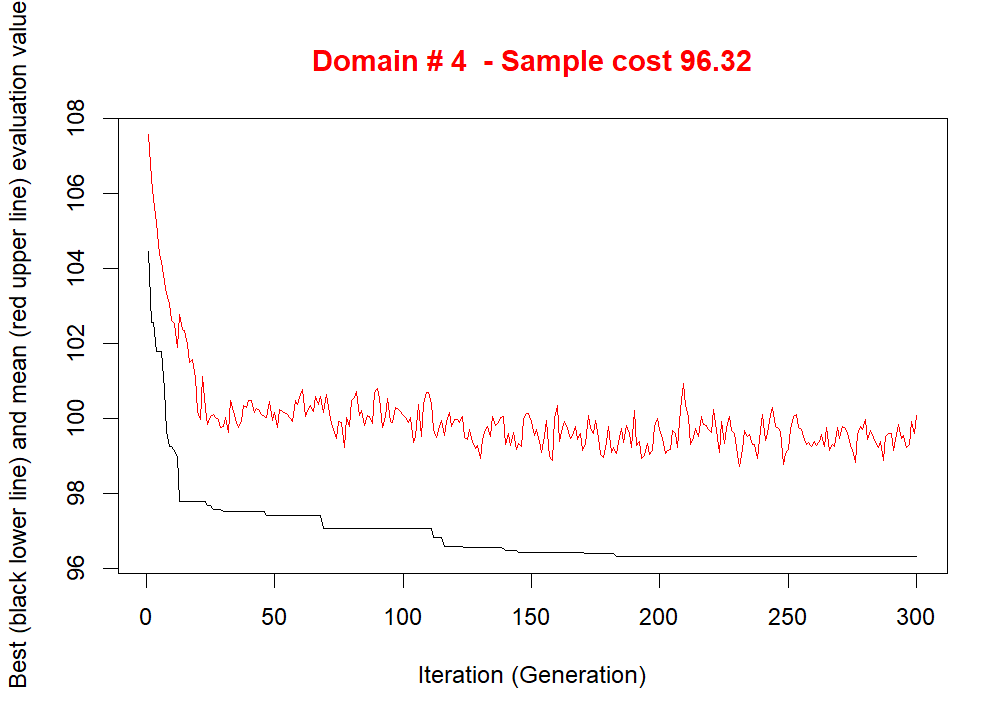 Domain # 4  - Sample cost 96.32
Best (black lower line) and mean (red upper line) evaluation value
108
106
104
102
100
98
96
0 50 100 150 200 250 300
Iteration (Generation)